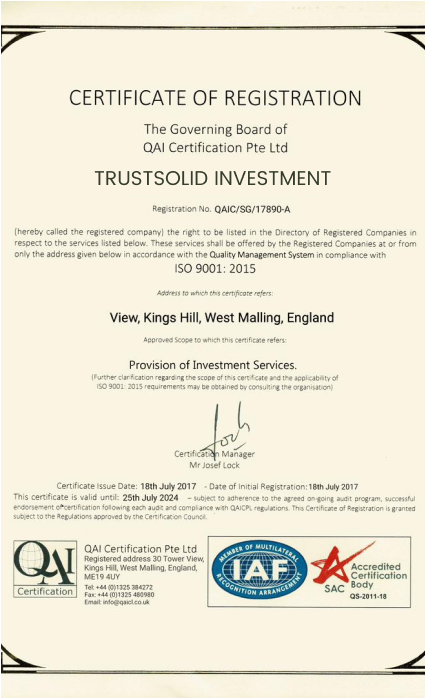 CERTIFICATE OF REGISTRATION
The Governing Board of
QAI Certification Pte Ltd
TRUSTSOLID INVESTMENT
Registration No. QAIC/SG/17890-A
(hereby called the registered company) the right to be listed in the Directory of Registered Companies in
respect to the services listed below. These services shall be offered by the Registered Companies at or from
only the address given below in accordance with the Quality Management System in compliance with
ISO 9001: 2015
Address to which this certificate refers:
View, Kings Hill, West Malling, England
Approved Scope to which this certificate refers:
Provision of Investment Services.
(Further clarification regarding the scope of this certificate and the applicability of
ISO 9001: 2015 requirements may be obtained by consulting the organisation)
Certification Manager
Mr Josef Lock
Certificate Issue Date: 18th July 2017 - Date of Initial Registration: 18th July 2017
This certificate is valid until: 25th July 2024 – subject to adherence to the agreed on-going audit program, successful
endorsement of certification following each audit and compliance with QAICPL regulations. This Certificate of Registration is granted
subject to the Regulations approved by the Certification Council.
QAI
Certification
QAI Certification Pte Ltd
Registered address 30 Tower View,
Kings Hill, West Malling, England,
ME19 4UY
Tel: +44 (0)1325 384272
Fax: +44 (0)1325 480980
Email: info@qaicl.co.uk
MEMBER OF MULTILATERAL
IAF
RECOGNITION ARRANGEMENT
SAC
Accredited
Certification
Body
QS-2011-18